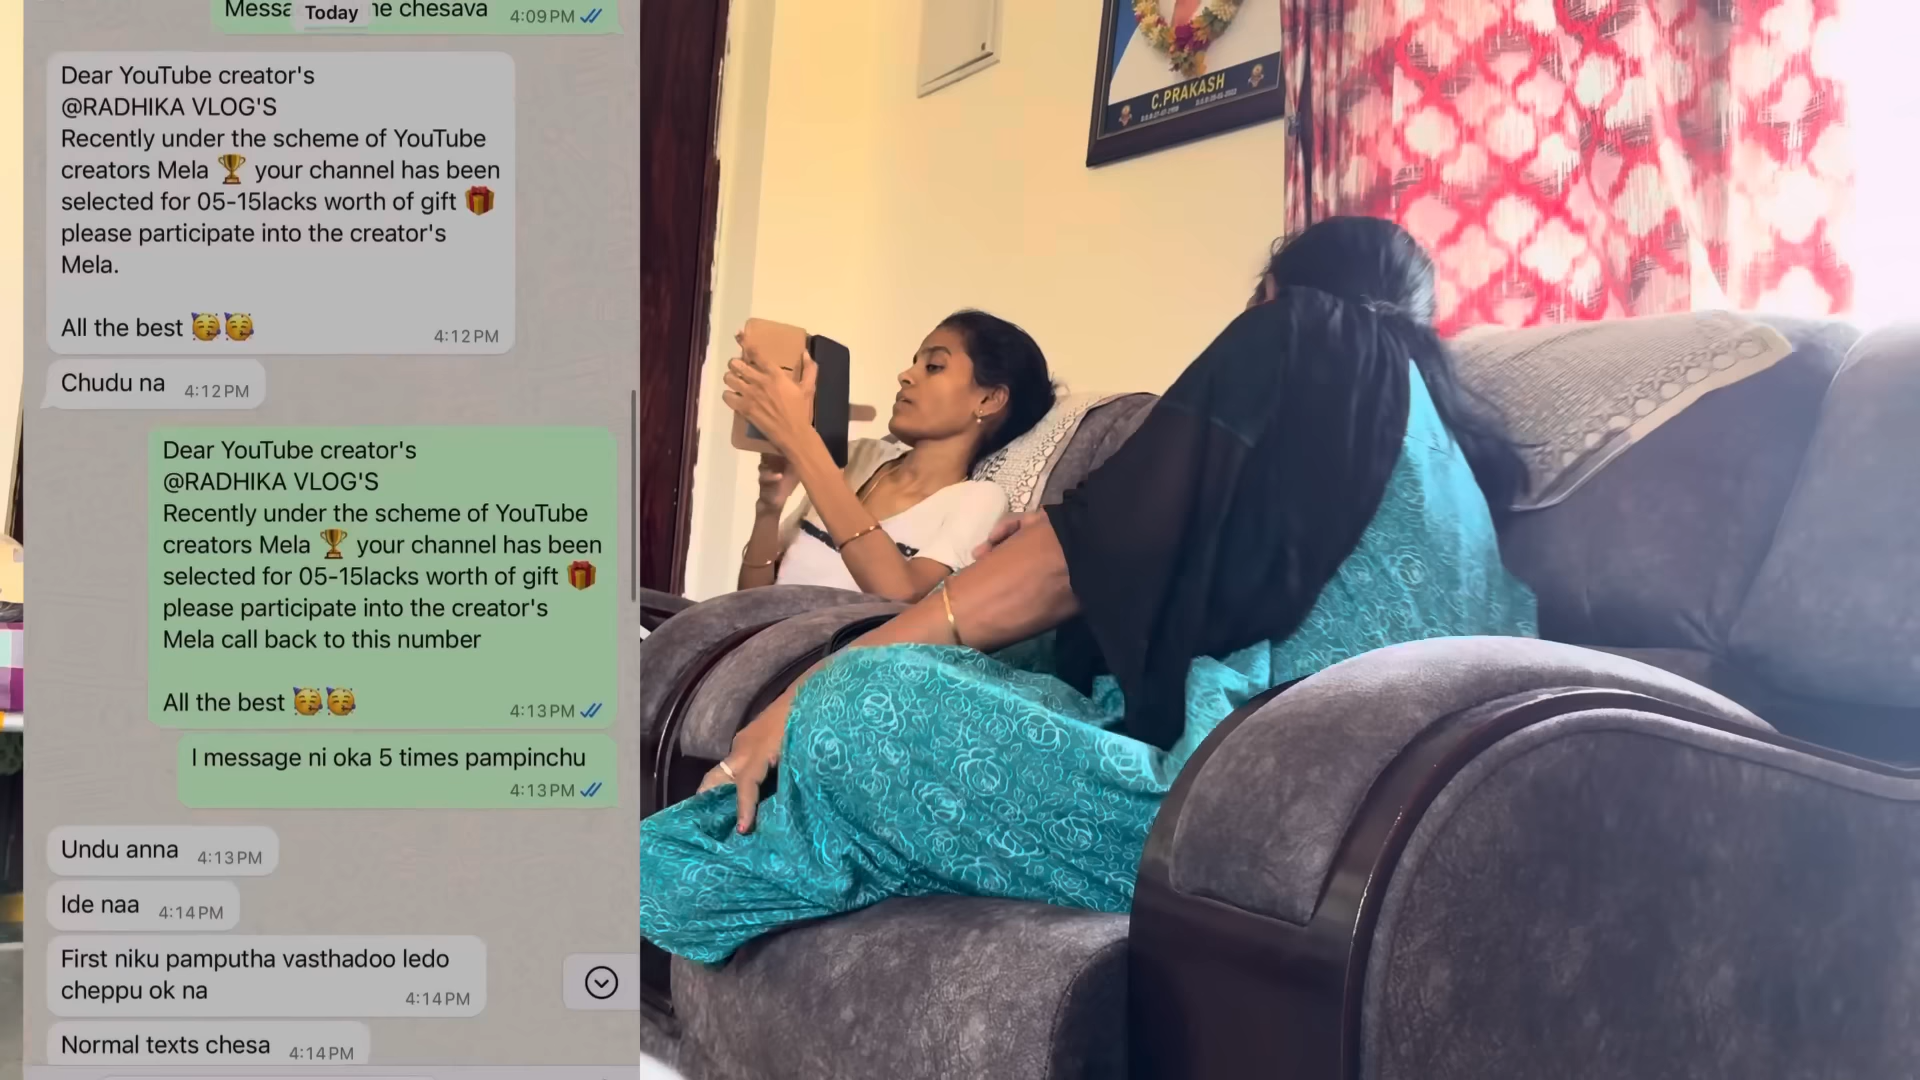 Messa
Today
ne chesava
4:09 PM
Dear YouTube creator's
@RADHIKA VLOG'S
Recently under the scheme of YouTube
creators Mela 🏆 your channel has been
selected for 05-15lacks worth of gift 🎁
please participate into the creator's
Mela.
All the best 🥳🥳
4:12 PM
Chudu na
4:12 PM
Dear YouTube creator's
@RADHIKA VLOG'S
Recently under the scheme of YouTube
creators Mela 🏆 your channel has been
selected for 05-15lacks worth of gift 🎁
please participate into the creator's
Mela call back to this number
All the best 🥳🥳
4:13 PM
I message ni oka 5 times pampinchu
4:13 PM
Undu anna
4:13 PM
Ide naa
4:14 PM
First niku pamputha vasthadoo ledo
cheppu ok na
4:14 PM
Normal texts chesa
4:14 PM
C.PRAKASH